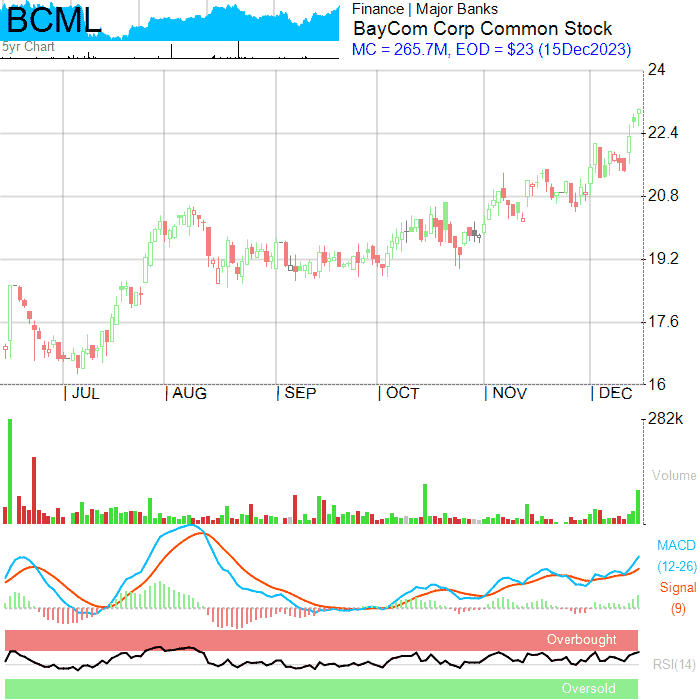 BCML
5yr Chart
Finance | Major Banks
BayCom Corp Common Stock
MC = 265.7M, EOD = $23 (15Dec2023)
24
22.4
20.8
19.2
17.6
16
| JUL | AUG | SEP | OCT | NOV | DEC
282k
Volume
MACD
(12-26)
Signal
(9)
Overbought
RSI(14)
Oversold